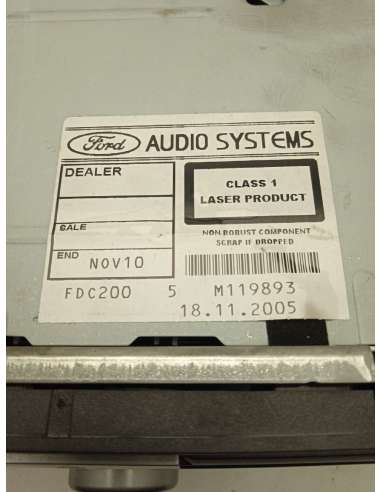 Ford AUDIO SYSTEMS
DEALER
CLASS 1
LASER PRODUCT
SALE
NON-ROBUST COMPONENT
SCRAP IF DROPPED
END NOV10
FDC200 5 M119893
18.11.2005